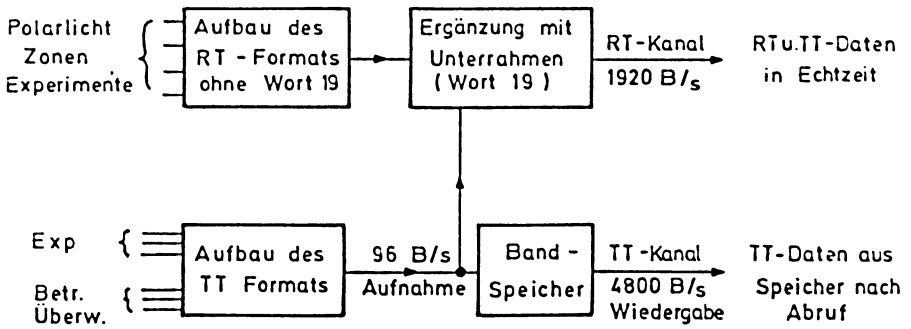 Polarlicht
Zonen
Experimente
Aufbau des
RT-Formats
ohne Wort 19
Ergänzung mit
Unterrahmen
( Wort 19 )
RT-Kanal
1920 B/s
RTu.TT-Daten
in Echtzeit
Exp
Betr.
Überw.
Aufbau des
TT Formats
96 B/s
Aufnahme
Band-
Speicher
TT-Kanal
4800 B/s
Wiedergabe
TT-Daten aus
Speicher nach
Abruf